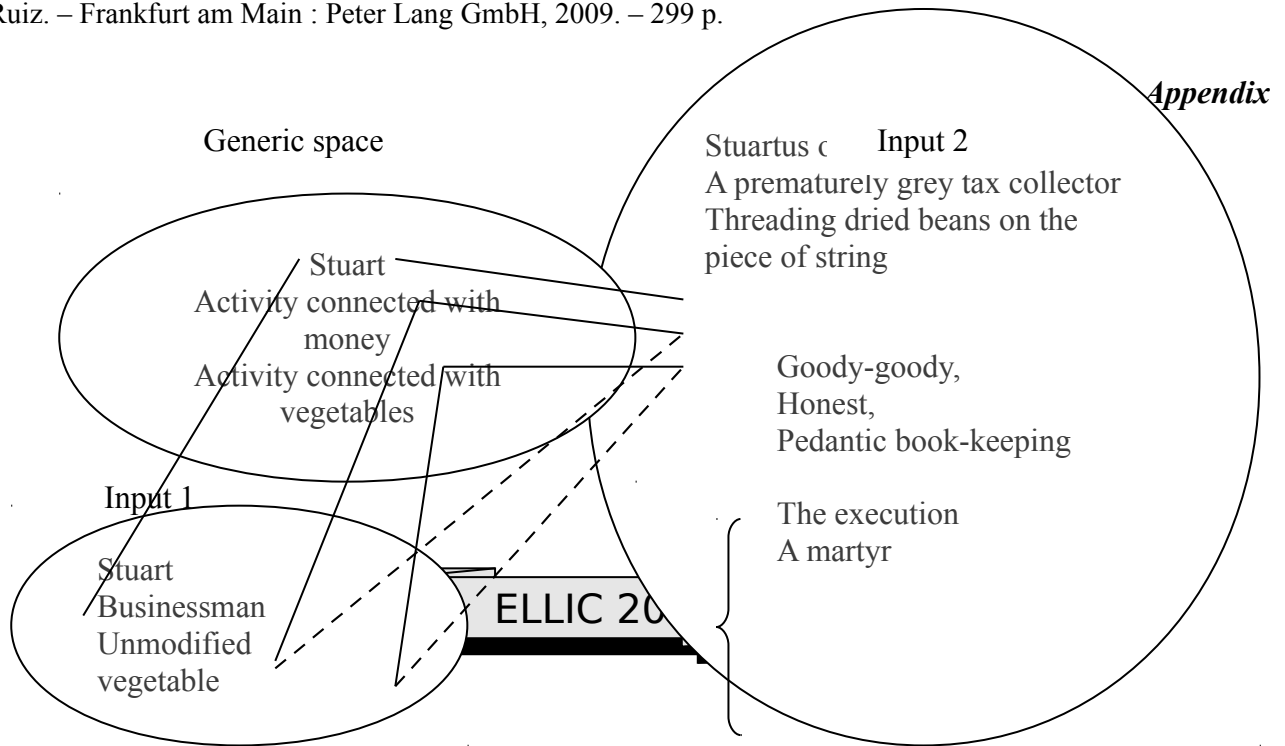 Ruiz. – Frankfurt am Main : Peter Lang GmbH, 2009. – 299 p.
Appendix
Generic space
Input 2
Stuartus
A prematurely grey tax collector
Threading dried beans on the
piece of string
Stuart
Activity connected with
money
Activity connected with
vegetables
Goody-goody,
Honest,
Pedantic book-keeping
Input 1
The execution
A martyr
Stuart
Businessman
Unmodified
vegetable
ELLIC 20